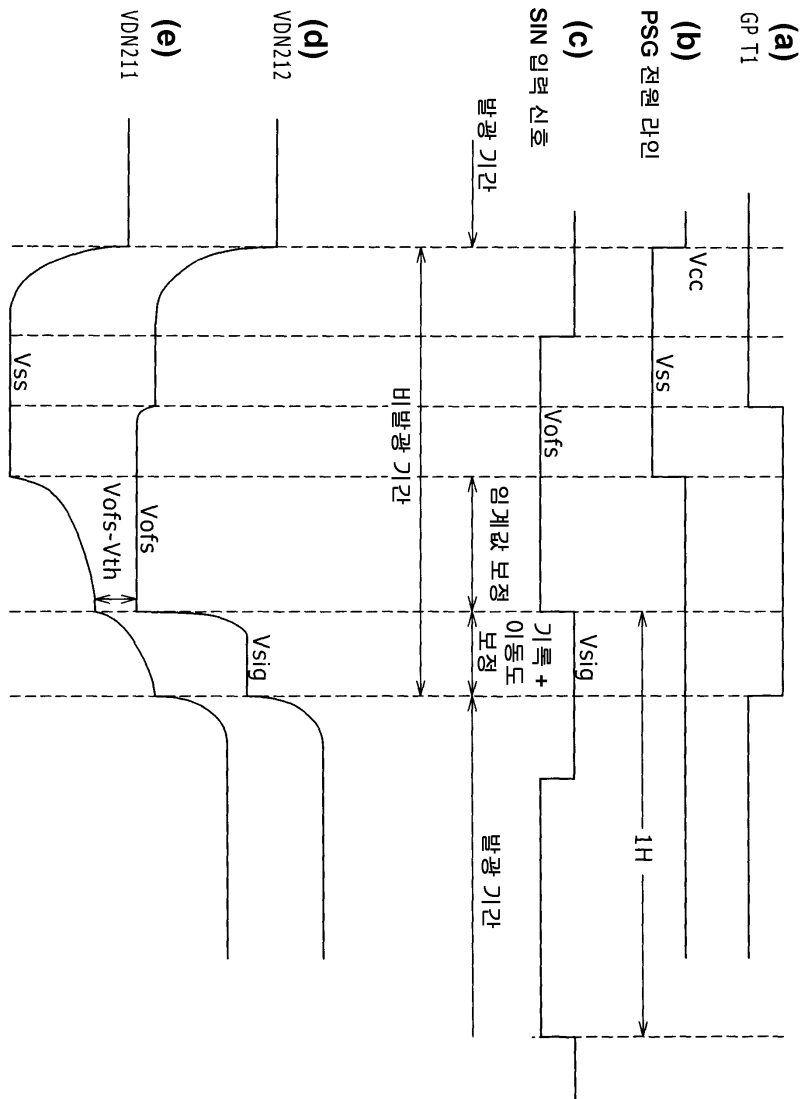 (a)
GP T1
(b)
PSG 전원 라인
Vcc
Vss
1H
(c)
SIN 입력 신호
Vofs
Vsig
발광 기간
임계값 보정
기록 +
이동도
보정
발광 기간
비발광 기간
(d)
VDN212
Vofs
Vsig
Vofs-Vth
(e)
VDN211
Vss